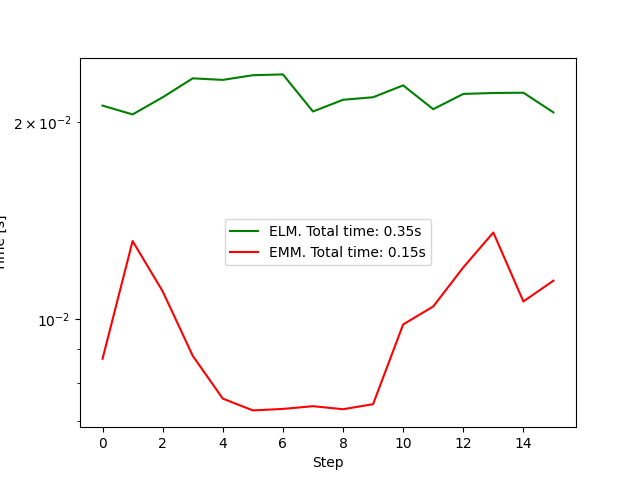 2 × 10⁻²
10⁻²
ELM. Total time: 0.35s
EMM. Total time: 0.15s
0 2 4 6 8 10 12 14
Step
[s]